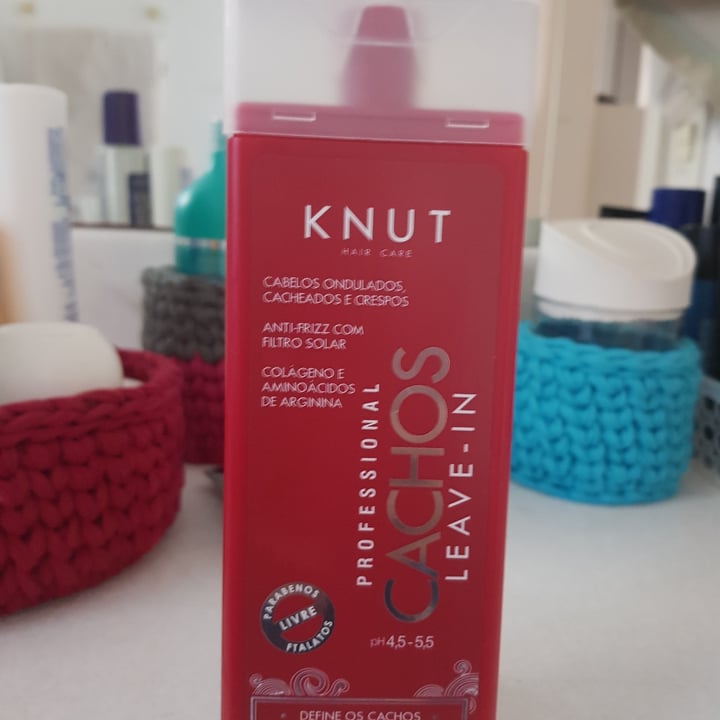 KNUT
HAIR CARE
CABELOS ONDULADOS,
CACHEADOS E CRESPOS
ANTI-FRIZZ COM
FILTRO SOLAR
COLÁGENO E
AMINOÁCIDOS
DE ARGININA
PROFESSIONAL
CACHOS
LEAVE-IN
PARABENOS
LIVRE
FTALATOS
pH 4,5-5,5
DEFINE OS CACHOS